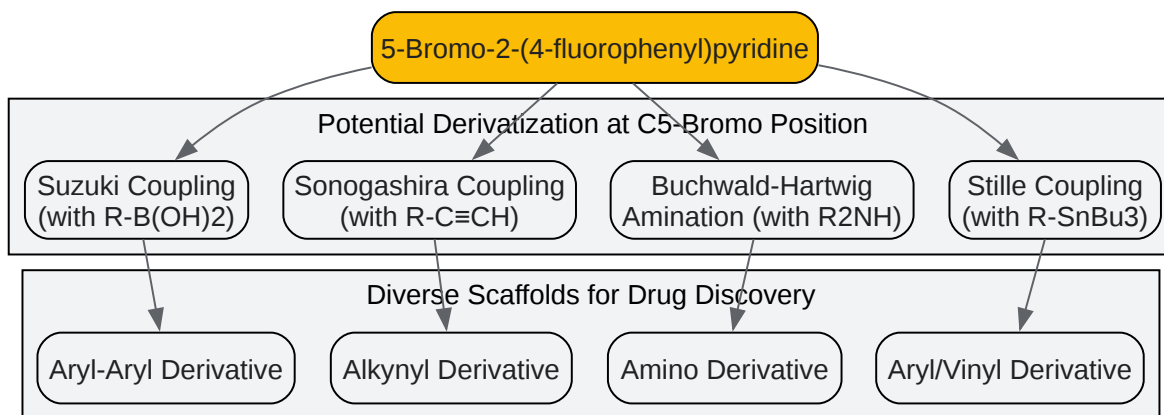 5-Bromo-2-(4-fluorophenyl)pyridine
Potential Derivatization at C5-Bromo Position
Suzuki Coupling
(with R-B(OH)2)
Sonogashira Coupling
(with R-C≡CH)
Buchwald-Hartwig
Amination (with R2NH)
Stille Coupling
(with R-SnBu3)
Diverse Scaffolds for Drug Discovery
Aryl-Aryl Derivative
Alkynyl Derivative
Amino Derivative
Aryl/Vinyl Derivative